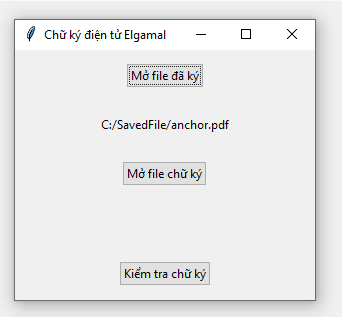 Chữ ký điện tử Elgamal
Mở file đã ký
C:/SavedFile/anchor.pdf
Mở file chữ ký
Kiểm tra chữ ký